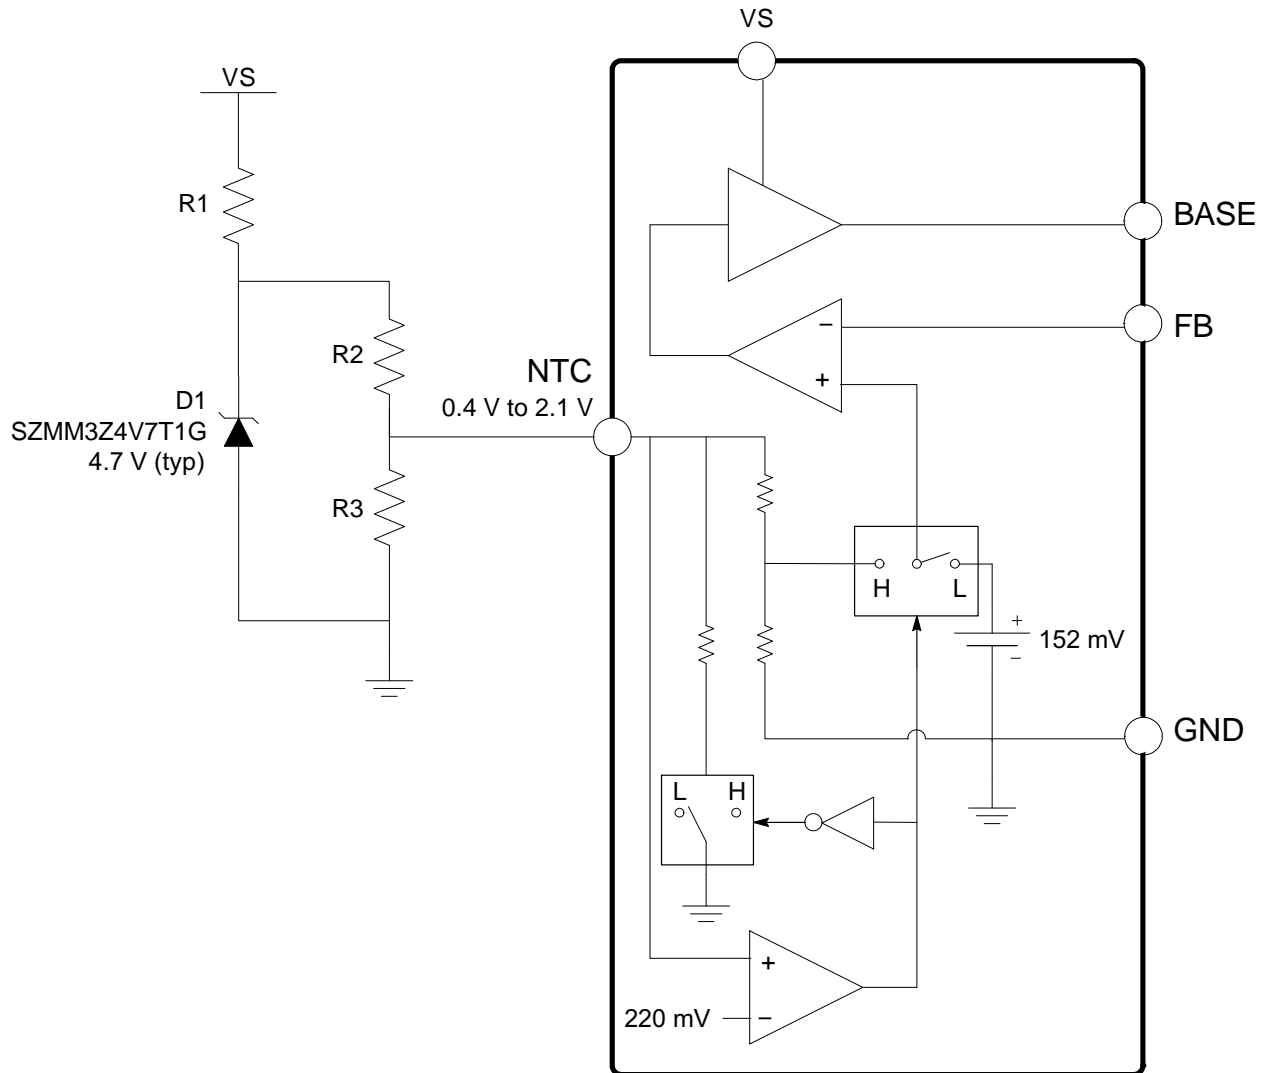 VS
VS
R1
BASE
R2
−
FB
NTC
+
D1
0.4 V to 2.1 V
SZMM3Z4V7T1G
4.7 V (typ)
R3
H
L
+
152 mV
−
GND
L
H
+
220 mV
−